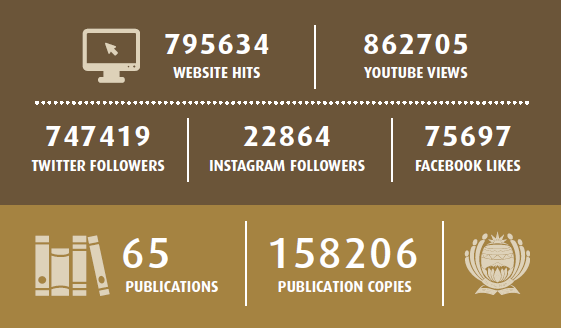 795634
WEBSITE HITS
862705
YOUTUBE VIEWS
747419
TWITTER FOLLOWERS
22864
INSTAGRAM FOLLOWERS
75697
FACEBOOK LIKES
65
PUBLICATIONS
158206
PUBLICATION COPIES